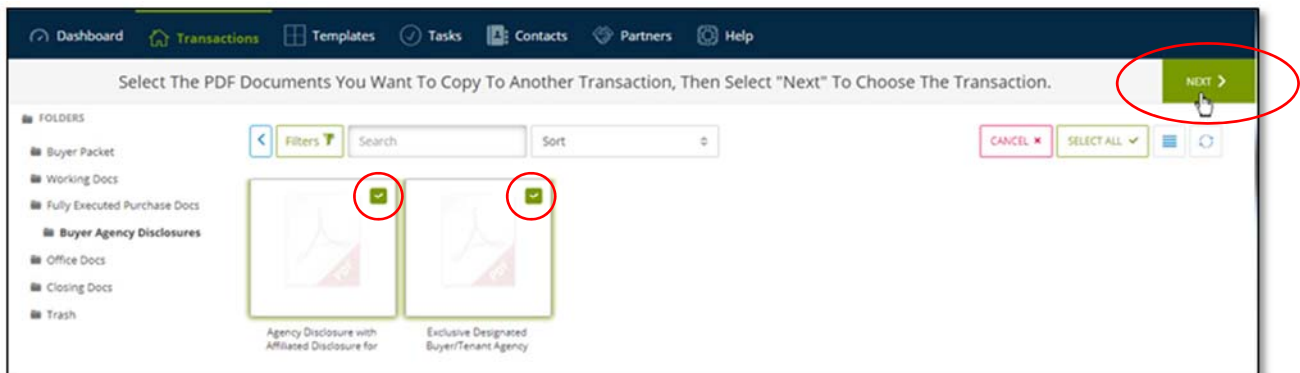 Dashboard Transactions Templates Tasks Contacts Partners Help
Select The PDF Documents You Want To Copy To Another Transaction, Then Select "Next" To Choose The Transaction.
NEXT
FOLDERS
Filters Search Sort CANCEL SELECT ALL
Buyer Packet
Working Docs
Fully Executed Purchase Docs
Buyer Agency Disclosures
Office Docs
Closing Docs
Trash
PDF PDF
Agency Disclosure with
Affiliated Disclosure for
Exclusive Designated
Buyer/Tenant Agency